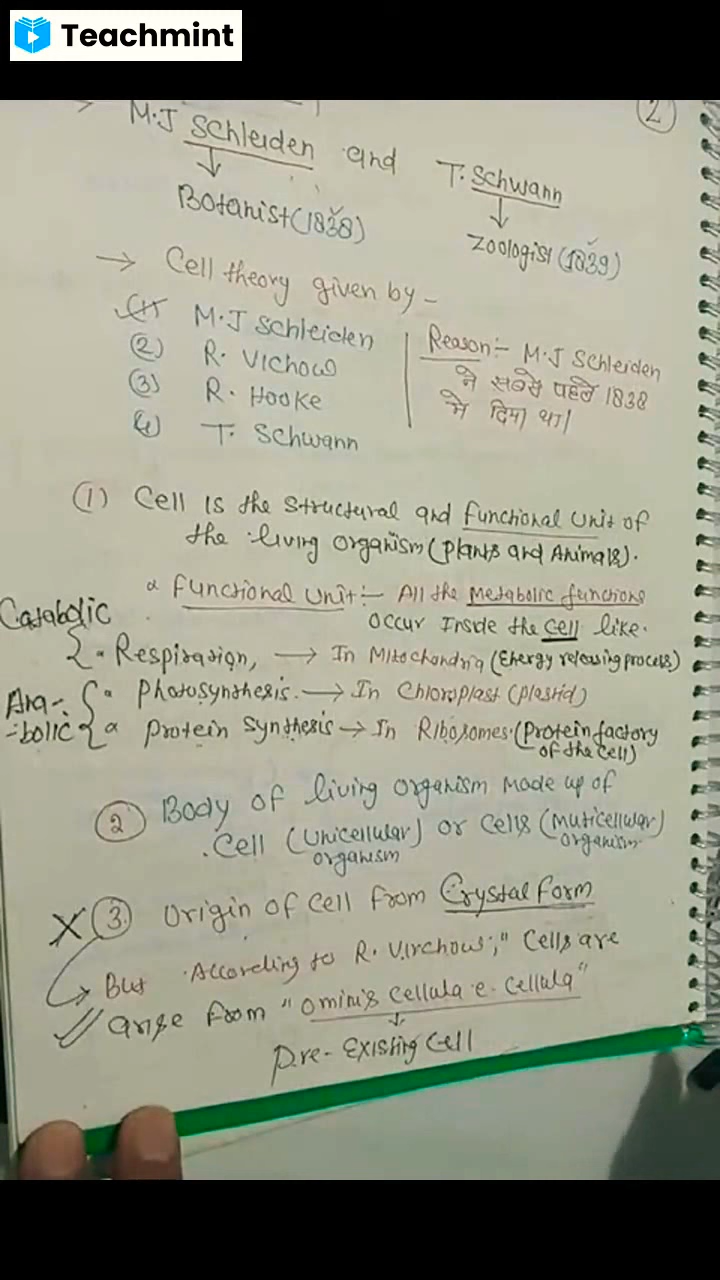 Teachmint
2
→ M.J Schleiden and T. Schwann
↓ ↓
Botanist (1838) Zoologist (1839)
→ Cell theory given by -
(1) M.J Schleiden
(2) R. Vichow
(3) R. Hooke
(4) T. Schwann
Reason:- M.J Schleiden
ने सबसे पहले 1838
मे दिया था।
(1) Cell is the structural and functional unit of
the living organism (plants and Animals).
Functional unit:- All the Metabolic functions
occur inside the cell like.
Catabolic
{ Respiration, → In Mitochondria (Energy releasing process)
Ana- { Photosynthesis. → In Chloroplast (plastid)
-bolic { Protein synthesis → In Ribosomes. (Protein factory
of the cell)
(2) Body of living organism made up of
Cell (unicellular) or cells (muticellular)
organism organism.
X (3) Origin of cell from Crystal form
→ But According to R. Virchow; " Cells are
arise from " Ominis cellula e. cellula "
↓
pre-Existing cell